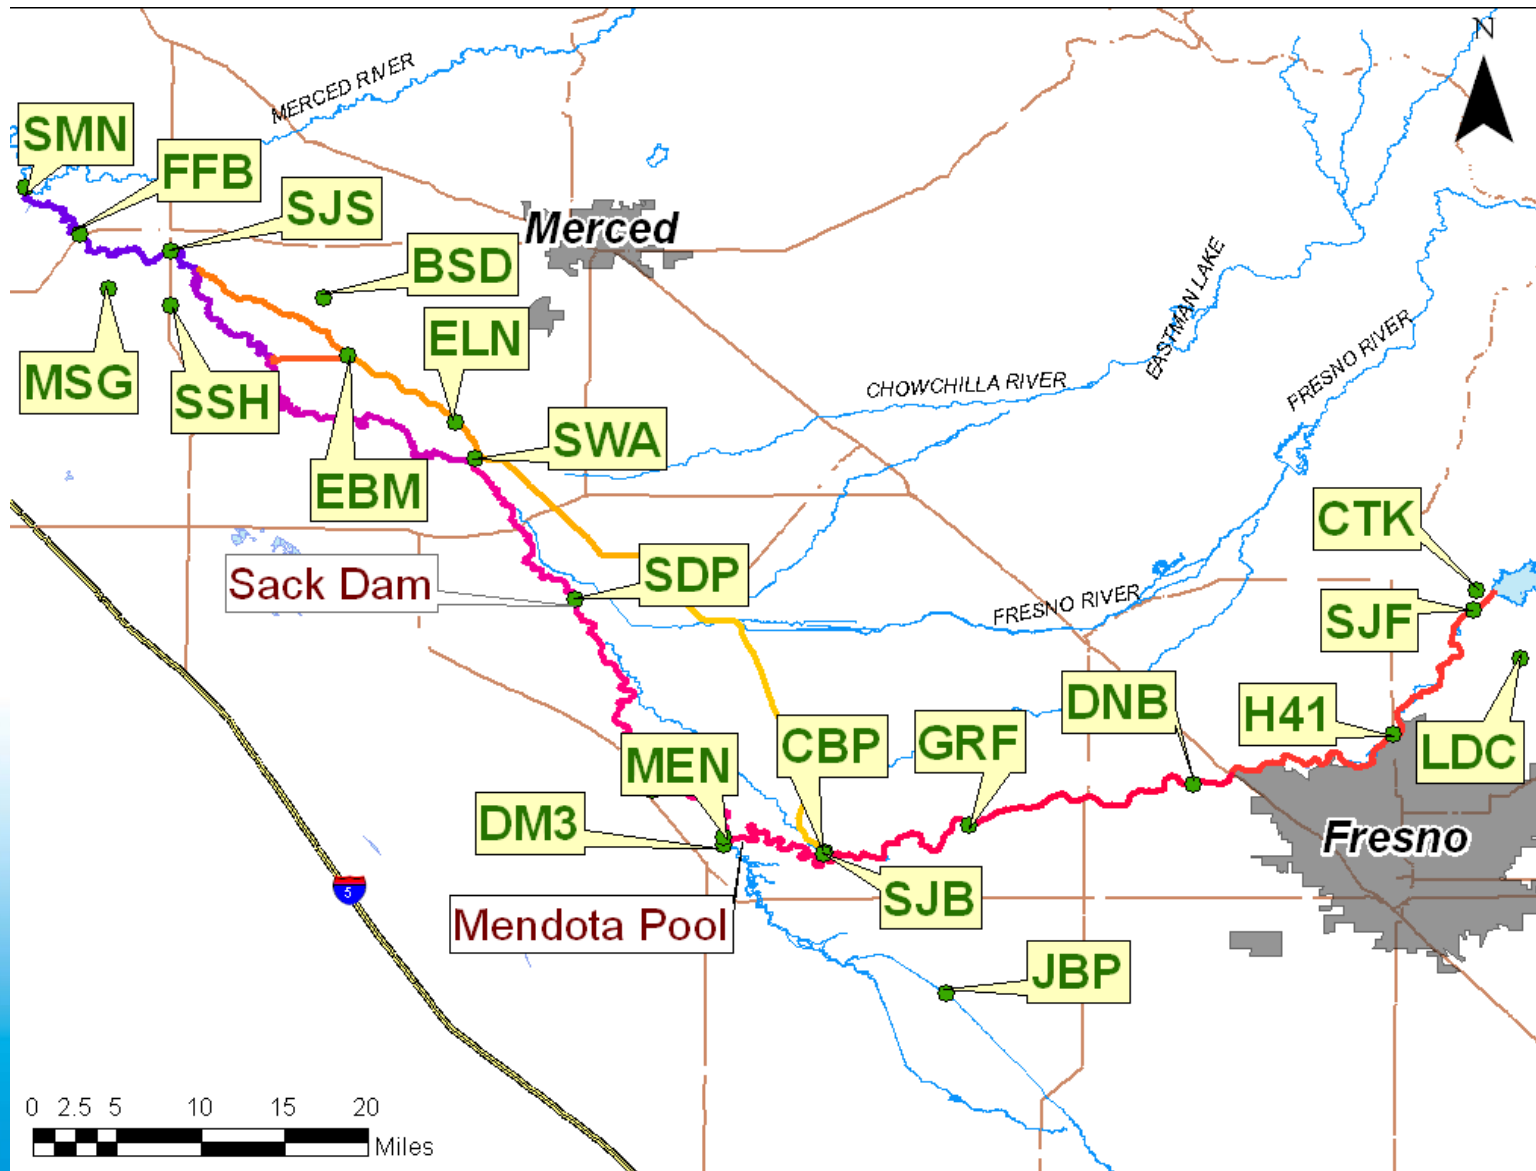 N
MERCED RIVER
SMN
FFB
SJS
Merced
BSD
EASTMAN LAKE
ELN
FRESNO RIVER
MSG
SSH
CHOWCHILLA RIVER
SWA
EBM
CTK
Sack Dam
SDP
FRESNO RIVER
SJF
DNB
H41
CBP
GRF
LDC
MEN
DM3
Fresno
5
SJB
Mendota Pool
JBP
0 2.5 5 10 15 20
Miles